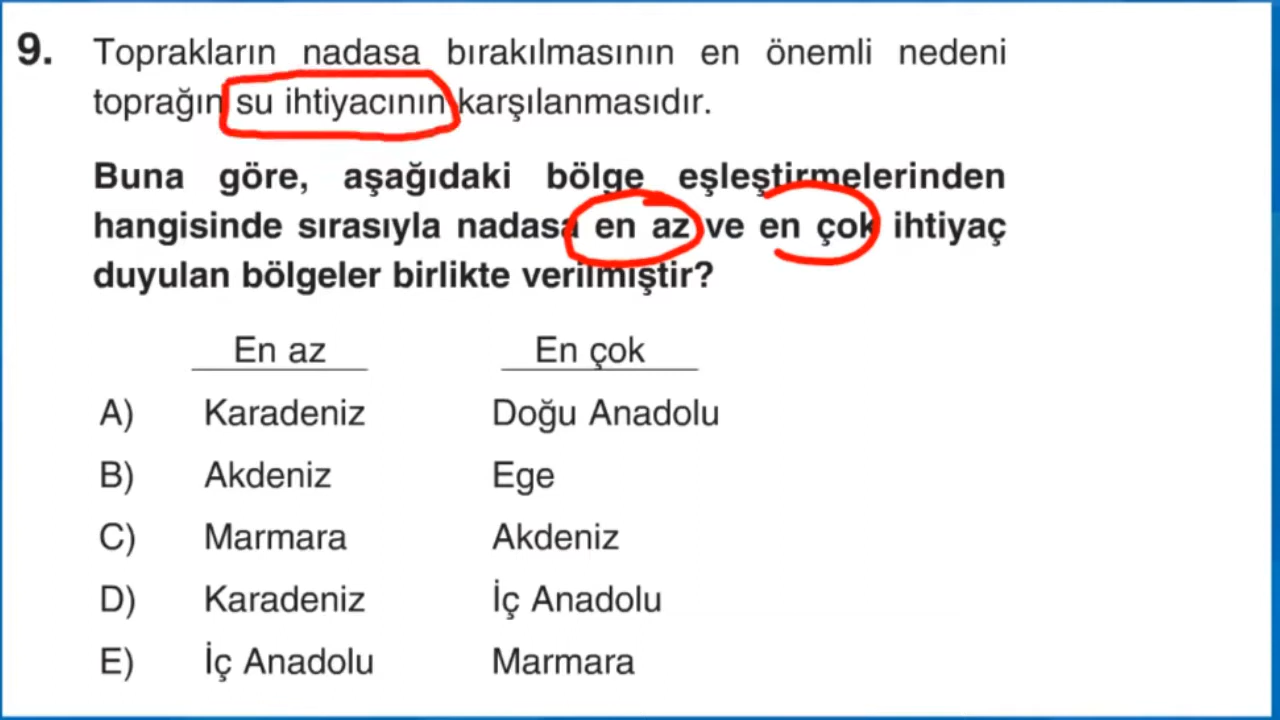 9. Toprakların nadasa bırakılmasının en önemli nedeni
toprağın su ihtiyacının karşılanmasıdır.
Buna göre, aşağıdaki bölge eşleştirmelerinden
hangisinde sırasıyla nadasa en az ve en çok ihtiyaç
duyulan bölgeler birlikte verilmiştir?
En az En çok
A) Karadeniz Doğu Anadolu
B) Akdeniz Ege
C) Marmara Akdeniz
D) Karadeniz İç Anadolu
E) İç Anadolu Marmara